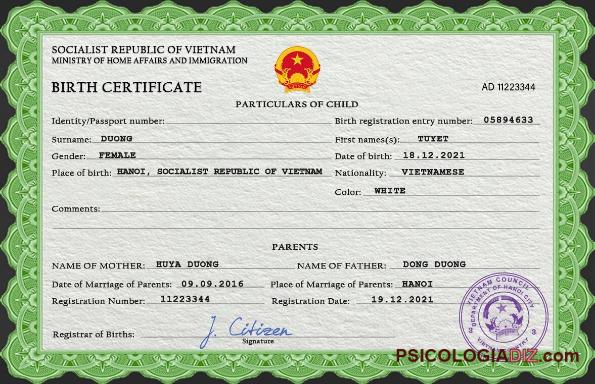 SOCIALIST REPUBLIC OF VIETNAM
MINISTRY OF HOME AFFAIRS AND IMMIGRATION
BIRTH CERTIFICATE
AD 11223344
PARTICULARS OF CHILD
Identity/Passport number:
Birth registration entry number: 05894633
Surname: DUONG
First names(s): TUYET
Gender: FEMALE
Date of birth: 18.12.2021
Place of birth: HANOI, SOCIALIST REPUBLIC OF VIETNAM
Nationality: VIETNAMESE
Color: WHITE
Comments:
PARENTS
NAME OF MOTHER: HUYA DUONG
NAME OF FATHER: DONG DUONG
Date of Marriage of Parents: 09.09.2016
Place of Marriage of Parents: HANOI
Registration Number: 11223344
Registration Date: 19.12.2021
Registrar of Births: J. Citizen
Signature
VIETNAM COUNCIL
DEPARTMENT OF HANOI CITY
3
PSICOLOGIADIZ.com